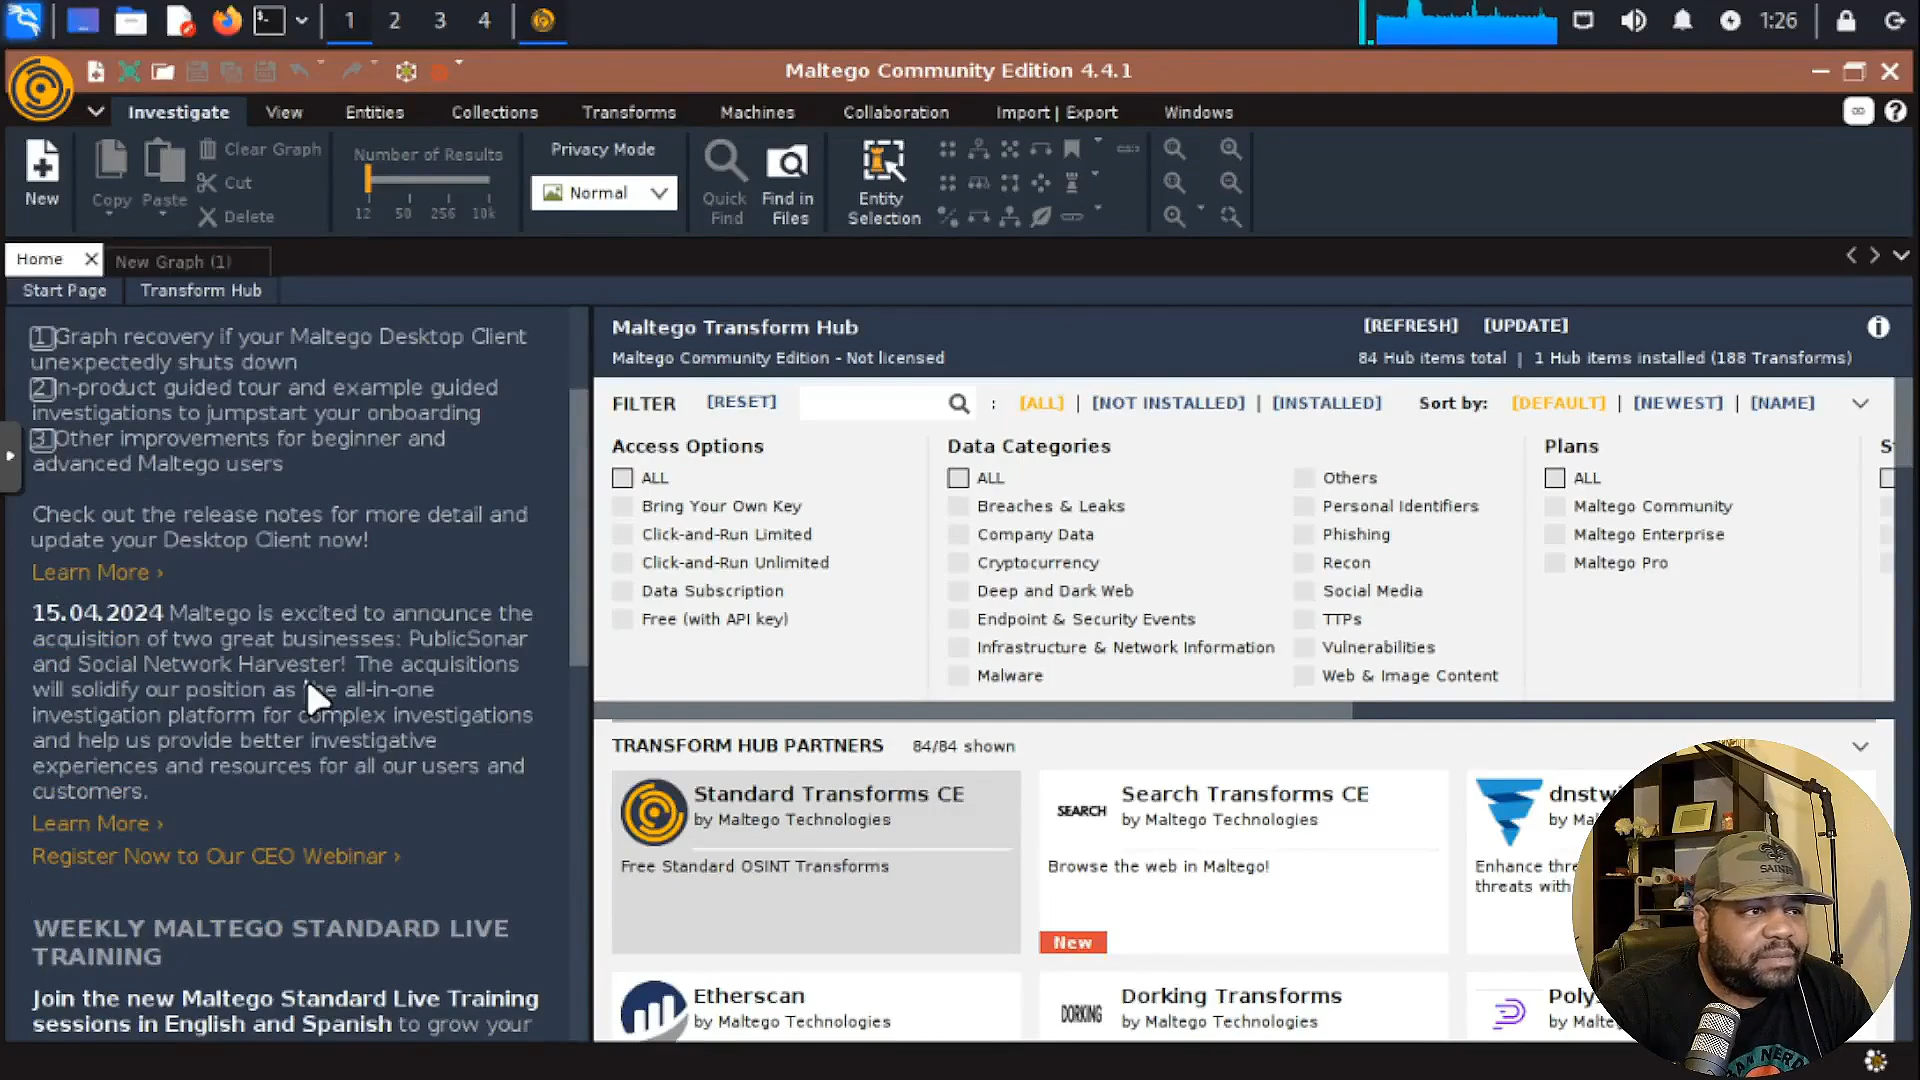 1 2 3 4
1:26
Maltego Community Edition 4.4.1
Investigate View Entities Collections Transforms Machines Collaboration Import | Export Windows
New
Copy
Paste
Clear Graph
Cut
Delete
Number of Results
12 50 256 10k
Privacy Mode
Normal
Quick
Find
Find in
Files
Entity
Selection
Home New Graph (1)
Start Page Transform Hub
1 Graph recovery if your Maltego Desktop Client
unexpectedly shuts down
2 In-product guided tour and example guided
investigations to jumpstart your onboarding
3 Other improvements for beginner and
advanced Maltego users
Check out the release notes for more detail and
update your Desktop Client now!
Learn More ›
15.04.2024 Maltego is excited to announce the
acquisition of two great businesses: PublicSonar
and Social Network Harvester! The acquisitions
will solidify our position as the all-in-one
investigation platform for complex investigations
and help us provide better investigative
experiences and resources for all our users and
customers.
Learn More ›
Register Now to Our CEO Webinar ›
WEEKLY MALTEGO STANDARD LIVE
TRAINING
Join the new Maltego Standard Live Training
sessions in English and Spanish to grow your
Maltego Transform Hub
[REFRESH] [UPDATE]
Maltego Community Edition - Not licensed
84 Hub items total | 1 Hub items installed (188 Transforms)
FILTER [RESET] : [ALL] | [NOT INSTALLED] | [INSTALLED] Sort by: [DEFAULT] | [NEWEST] | [NAME]
Access Options
ALL
Bring Your Own Key
Click-and-Run Limited
Click-and-Run Unlimited
Data Subscription
Free (with API key)
Data Categories
ALL
Breaches & Leaks
Company Data
Cryptocurrency
Deep and Dark Web
Endpoint & Security Events
Infrastructure & Network Information
Malware
Others
Personal Identifiers
Phishing
Recon
Social Media
TTPs
Vulnerabilities
Web & Image Content
Plans
ALL
Maltego Community
Maltego Enterprise
Maltego Pro
TRANSFORM HUB PARTNERS 84/84 shown
Standard Transforms CE
by Maltego Technologies
Free Standard OSINT Transforms
SEARCH
Search Transforms CE
by Maltego Technologies
Browse the web in Maltego!
New
dnstwi
by Ma
Enhance thre
threats with
Etherscan
by Maltego Technologies
DORKING
Dorking Transforms
by Maltego Technologies
Poly
by Malte
SAINTS